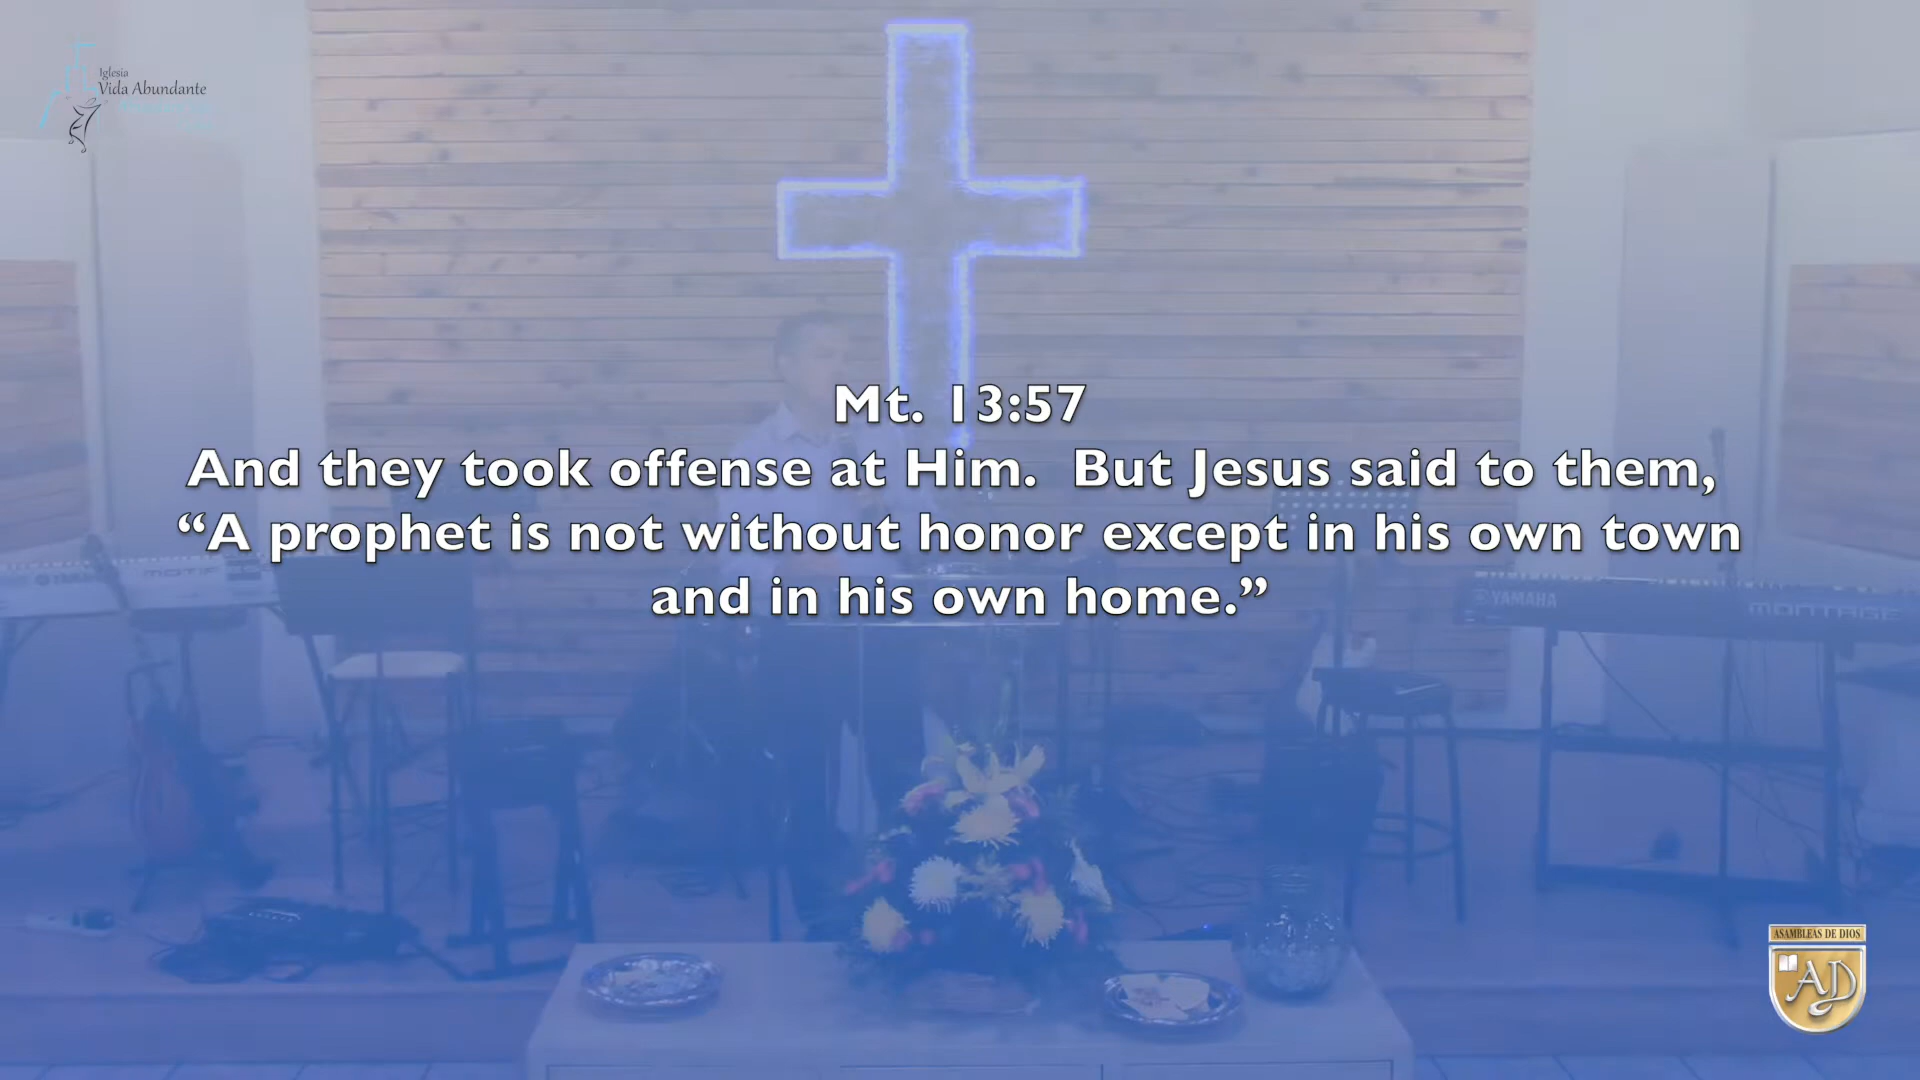 Iglesia
Vida Abundante
Mt. 13:57
And they took offense at Him.  But Jesus said to them,
“A prophet is not without honor except in his own town
and in his own home.”
YAMAHA
MONTAGE
MOTIF
ASAMBLEAS DE DIOS
AD